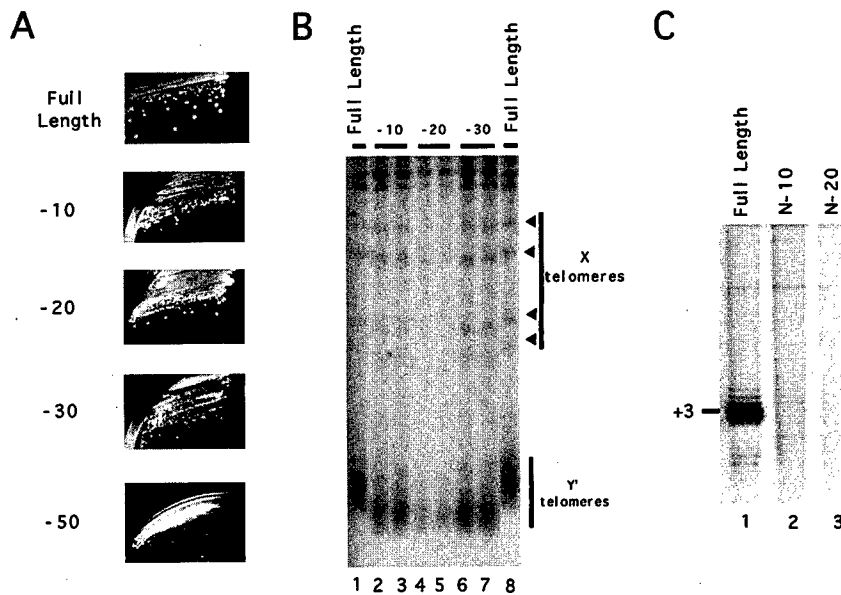 A
Full
Length
-10
-20
-30
-50
B
Full Length
-10
-20
-30
Full Length
X
telomeres
Y'
telomeres
1 2 3 4 5 6 7 8
C
Full Length
N-10
N-20
+3
1 2 3